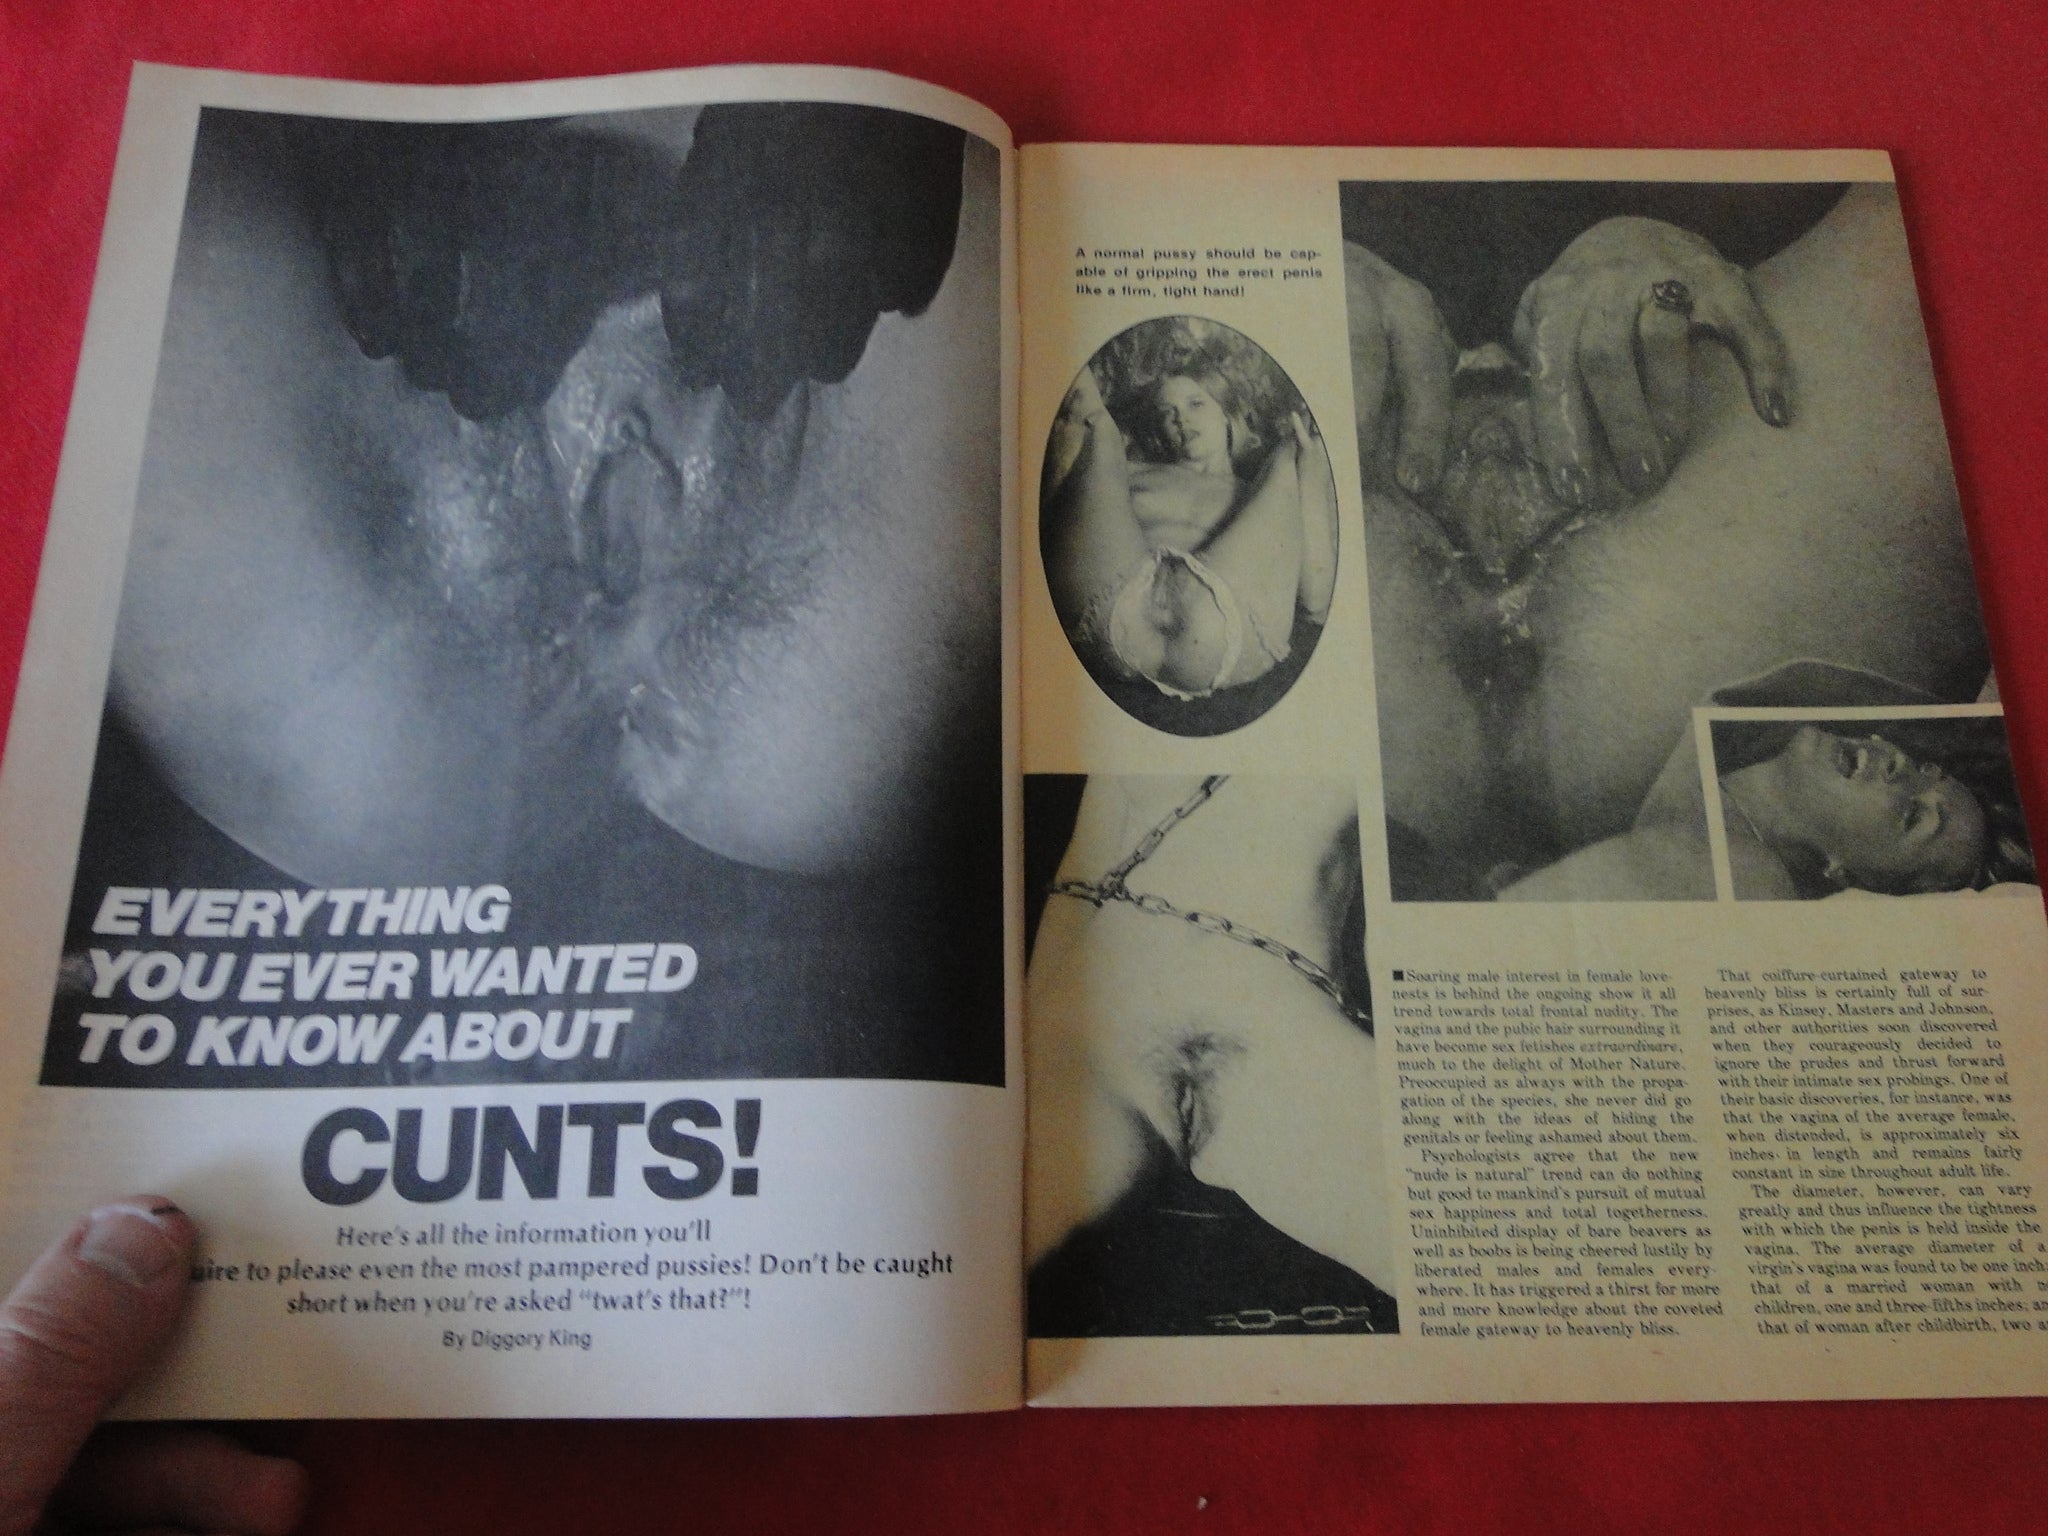 EVERYTHING
YOU EVER WANTED
TO KNOW ABOUT
CUNTS!
Here's all the information you'll
to please even the most pampered pussies! Don't be caught
short when you're asked "twat's that?"!
By Diggory King
A normal pussy should be cap-
able of gripping the erect penis
like a firm, tight hand!
■ Soaring male interest in female love-
nests is behind the ongoing show it all
trend towards total frontal nudity. The
vagina and the pubic hair surrounding it
have become sex fetishes extraordinare,
much to the delight of Mother Nature.
Preoccupied as always with the propa-
gation of the species, she never did go
along with the ideas of hiding the
genitals or feeling ashamed about them.
Psychologists agree that the new
"nude is natural" trend can do nothing
but good to mankind's pursuit of mutual
sex happiness and total togetherness.
Uninhibited display of bare beavers as
well as boobs is being cheered lustily by
liberated males and females every-
where. It has triggered a thirst for more
and more knowledge about the coveted
female gateway to heavenly bliss.
That coiffure-curtained gateway to
heavenly bliss is certainly full of sur-
prises, as Kinsey, Masters and Johnson,
and other authorities soon discovered
when they courageously decided to
ignore the prudes and thrust forward
with their intimate sex probings. One of
their basic discoveries, for instance, was
that the vagina of the average female,
when distended, is approximately six
inches in length and remains fairly
constant in size throughout adult life.
The diameter, however, can vary
greatly and thus influence the tightness
with which the penis is held inside the
vagina. The average diameter of a
virgin's vagina was found to be one inch;
that of a married woman with
children, one and three-fifths inches;
that of woman after childbirth, two